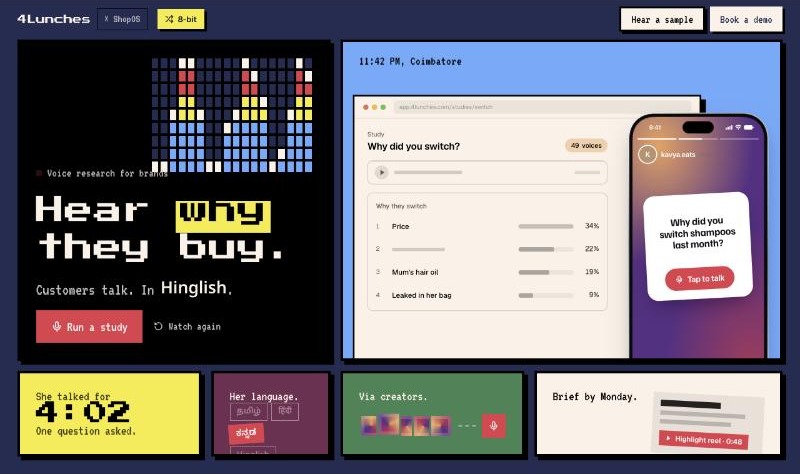 4Lunches
X ShopOS
8-bit
Hear a sample
Book a demo
Voice research for brands
Hear why
they buy.
Customers talk. In Hinglish.
Run a study
Watch again
11:42 PM, Coimbatore
app.4lunches.com/studies/switch
Study
Why did you switch?
49 voices
Why they switch
1 Price 34%
2 22%
3 Mum's hair oil 19%
4 Leaked in her bag 9%
9:41
K kavya.eats
Why did you
switch shampoos
last month?
Tap to talk
She talked for
4:02
One question asked.
Her language.
தமிழ் हिंदी
ಕನ್ನಡ
Hinglish
Via creators.
Brief by Monday.
Highlight reel · 0:48